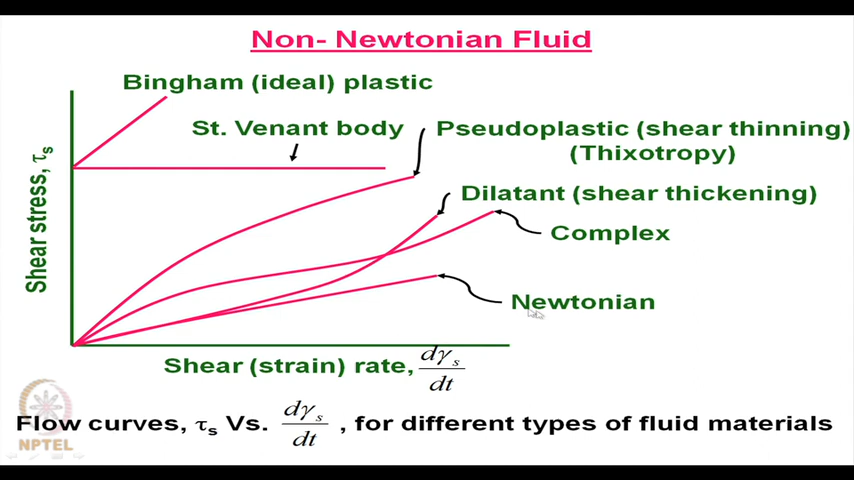 Non- Newtonian Fluid
Bingham (ideal) plastic
St. Venant body
Pseudoplastic (shear thinning)
(Thixotropy)
Dilatant (shear thickening)
Complex
Newtonian
Shear stress, τs
Shear (strain) rate, dγs/dt
Flow curves, τs Vs. dγs/dt , for different types of fluid materials
NPTEL